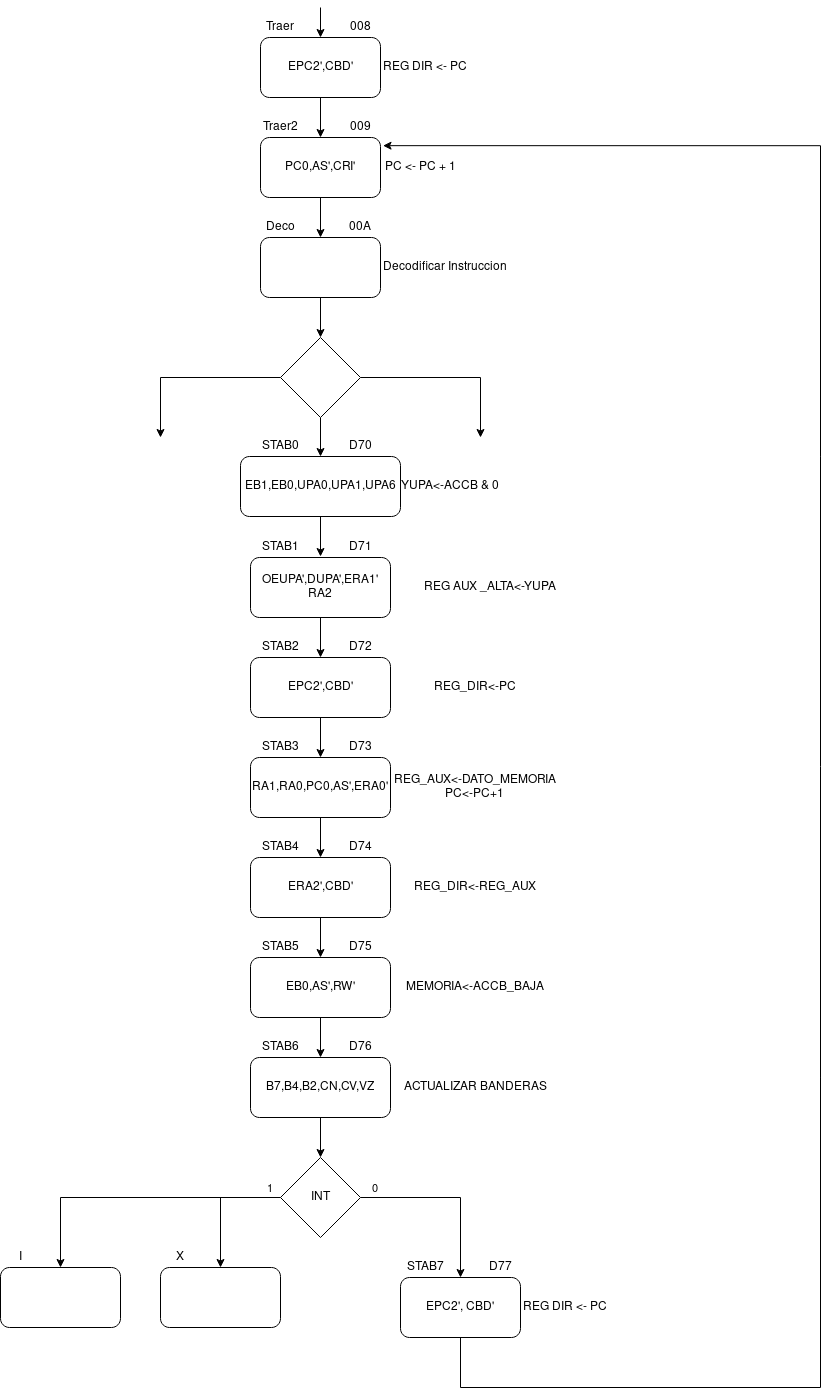 Traer 008
EPC2',CBD' REG DIR <- PC
Traer2 009
PC0,AS',CRI' PC <- PC + 1
Deco 00A
Decodificar Instruccion
STAB0 D70
EB1,EB0,UPA0,UPA1,UPA6 YUPA<-ACCB & 0
STAB1 D71
OEUPA',DUPA',ERA1'
RA2
REG AUX _ALTA<-YUPA
STAB2 D72
EPC2',CBD' REG_DIR<-PC
STAB3 D73
RA1,RA0,PC0,AS',ERA0'
REG_AUX<-DATO_MEMORIA
PC<-PC+1
STAB4 D74
ERA2',CBD' REG_DIR<-REG_AUX
STAB5 D75
EB0,AS',RW' MEMORIA<-ACCB_BAJA
STAB6 D76
B7,B4,B2,CN,CV,VZ ACTUALIZAR BANDERAS
1 INT 0
I X STAB7 D77
EPC2', CBD' REG DIR <- PC